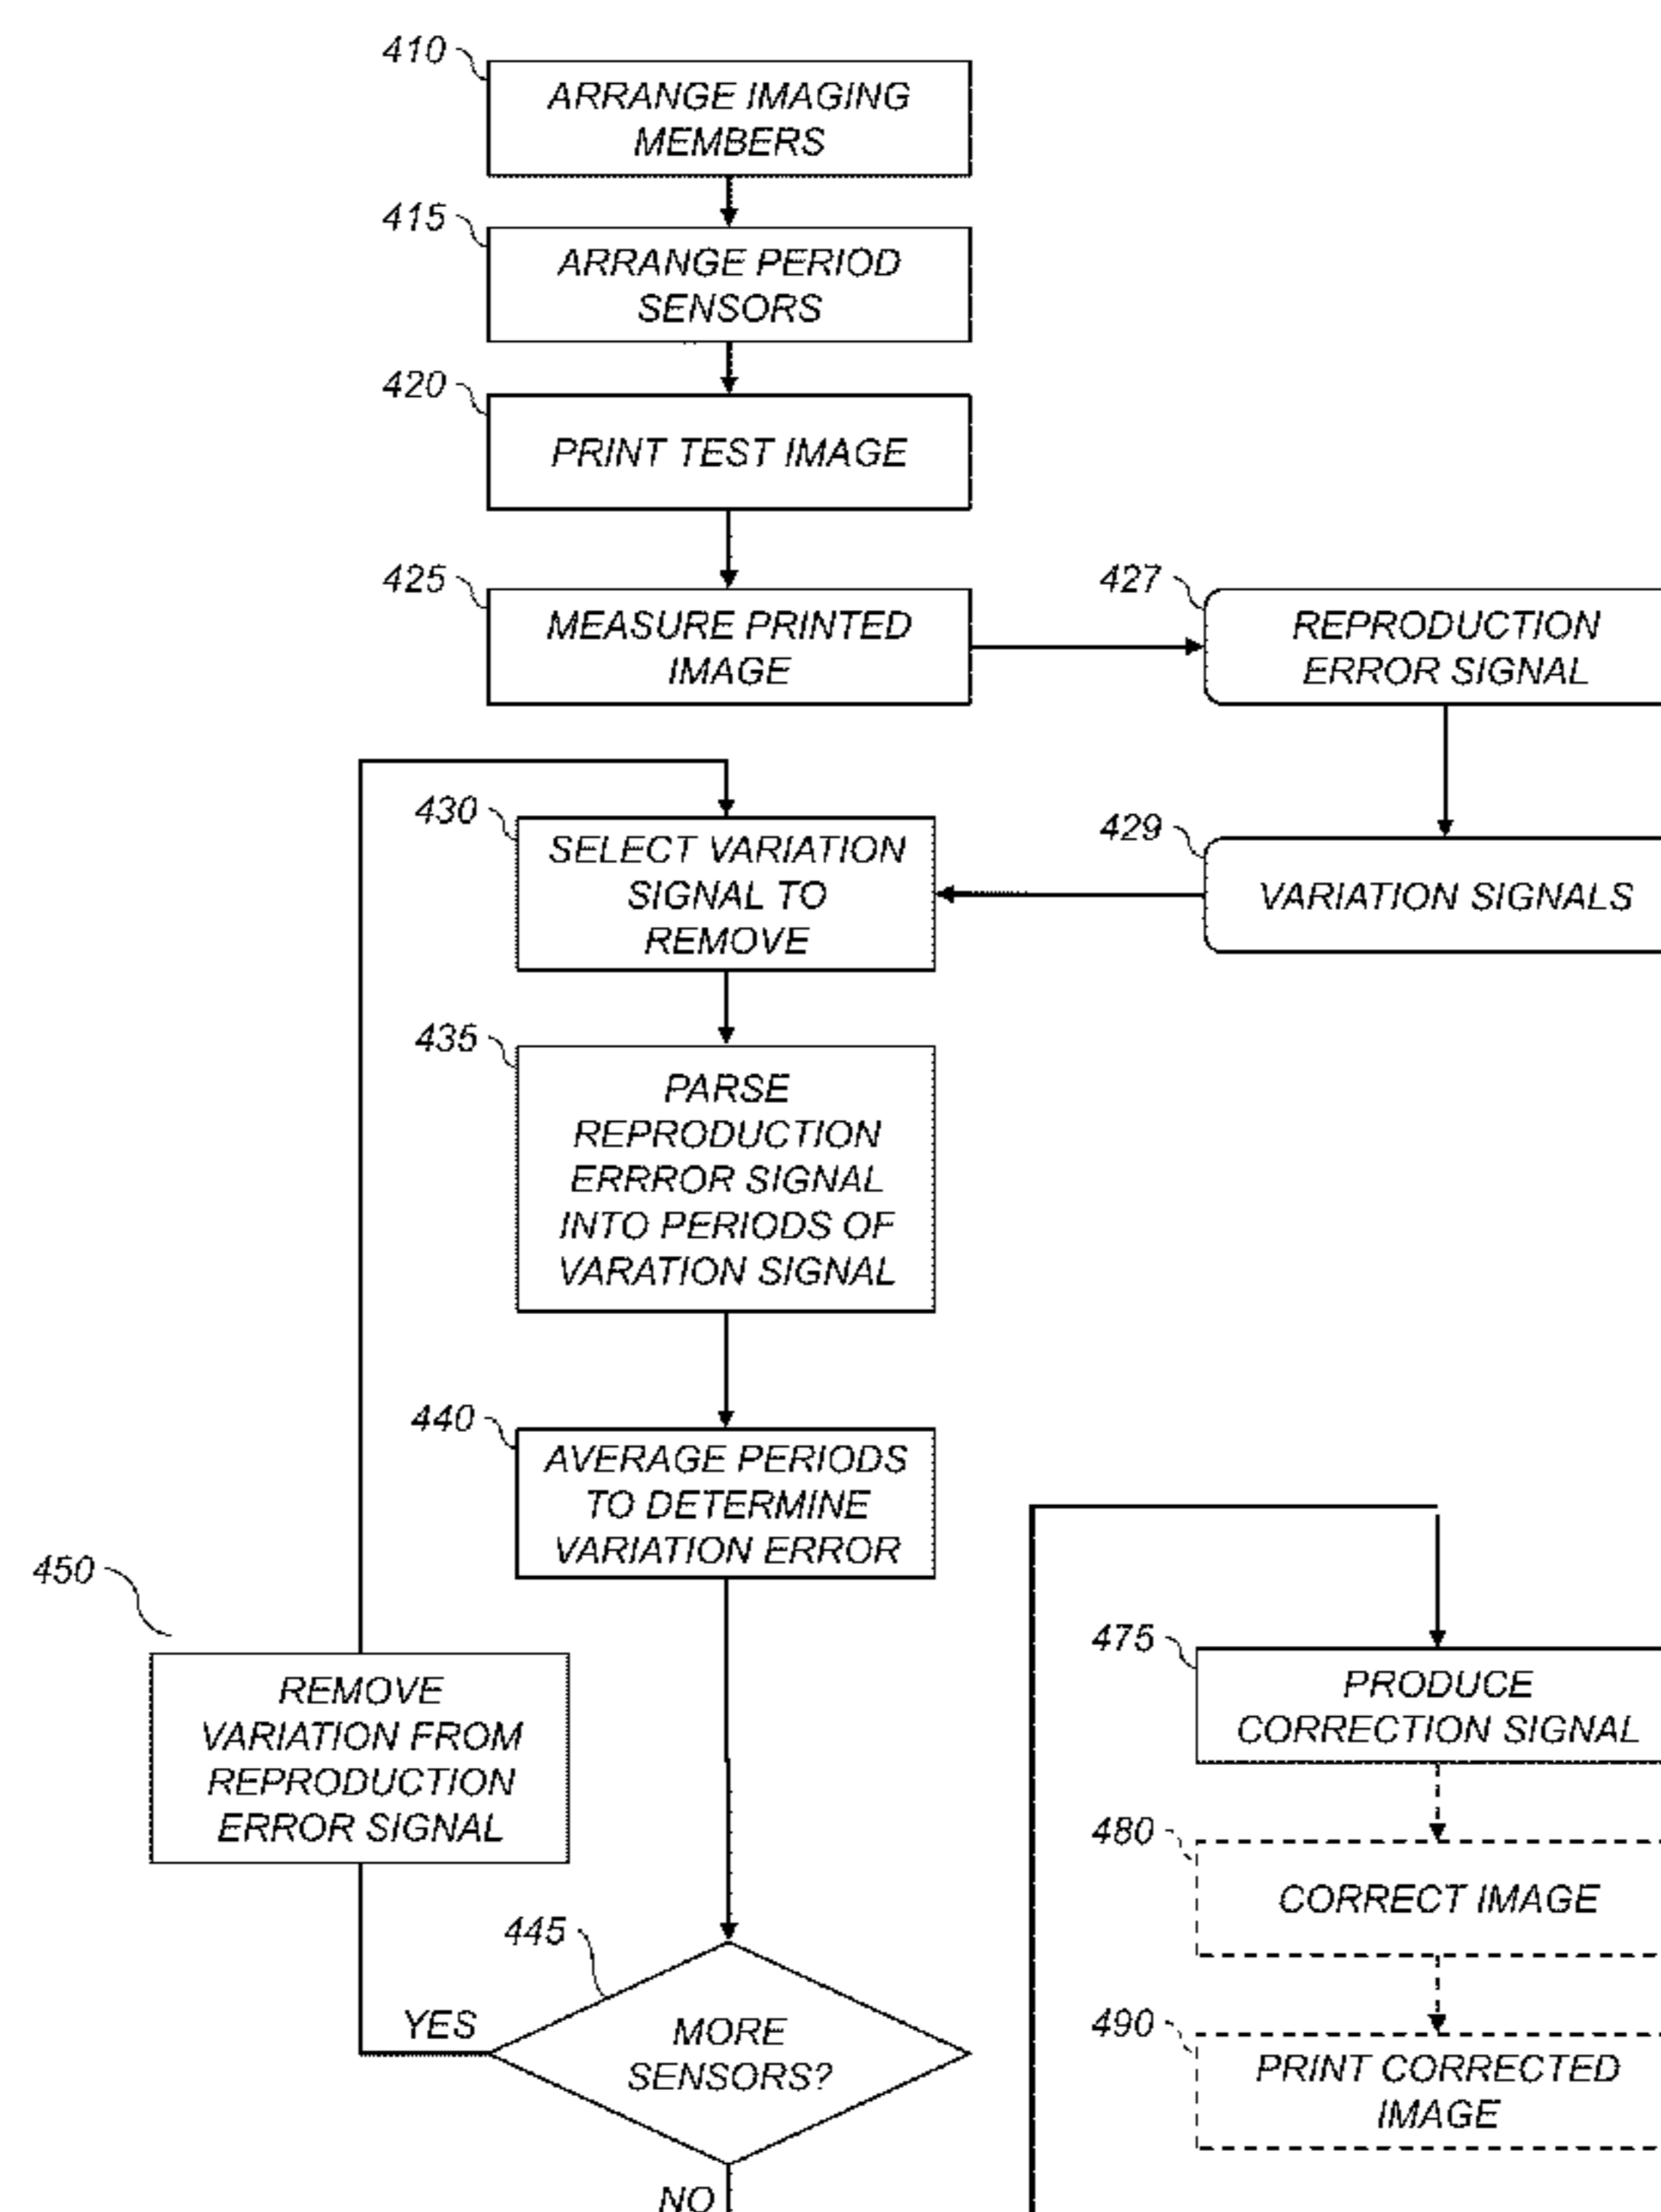 410
ARRANGE IMAGING
MEMBERS
415
ARRANGE PERIOD
SENSORS
420
PRINT TEST IMAGE
425
MEASURE PRINTED
IMAGE
427
REPRODUCTION
ERROR SIGNAL
429
VARIATION SIGNALS
430
SELECT VARIATION
SIGNAL TO
REMOVE
435
PARSE
REPRODUCTION
ERRROR SIGNAL
INTO PERIODS OF
VARATION SIGNAL
440
AVERAGE PERIODS
TO DETERMINE
VARIATION ERROR
450
REMOVE
VARIATION FROM
REPRODUCTION
ERROR SIGNAL
445
MORE
SENSORS?
YES
NO
475
PRODUCE
CORRECTION SIGNAL
480
CORRECT IMAGE
490
PRINT CORRECTED
IMAGE